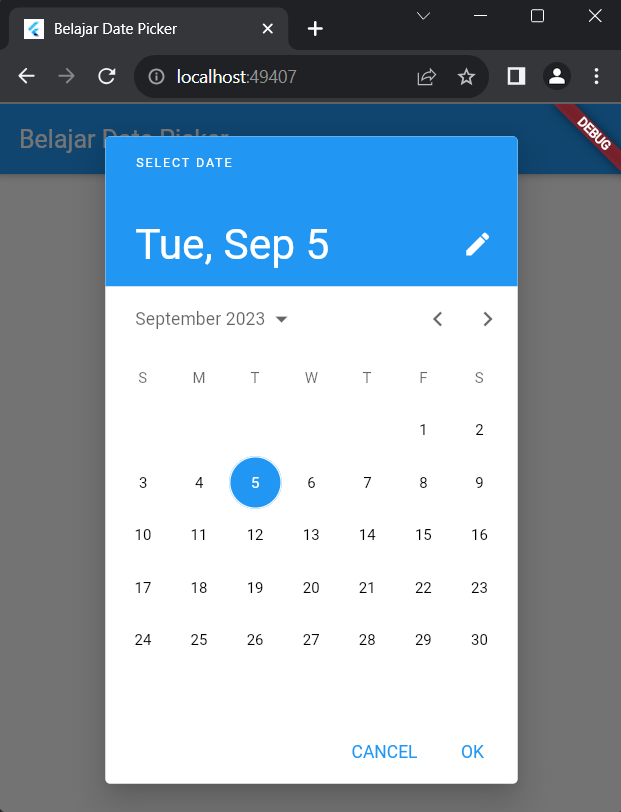 Belajar Date Picker
localhost:49407
Belajar Date Picker
DEBUG
SELECT DATE
Tue, Sep 5
September 2023
S M T W T F S
1 2
3 4 5 6 7 8 9
10 11 12 13 14 15 16
17 18 19 20 21 22 23
24 25 26 27 28 29 30
CANCEL OK